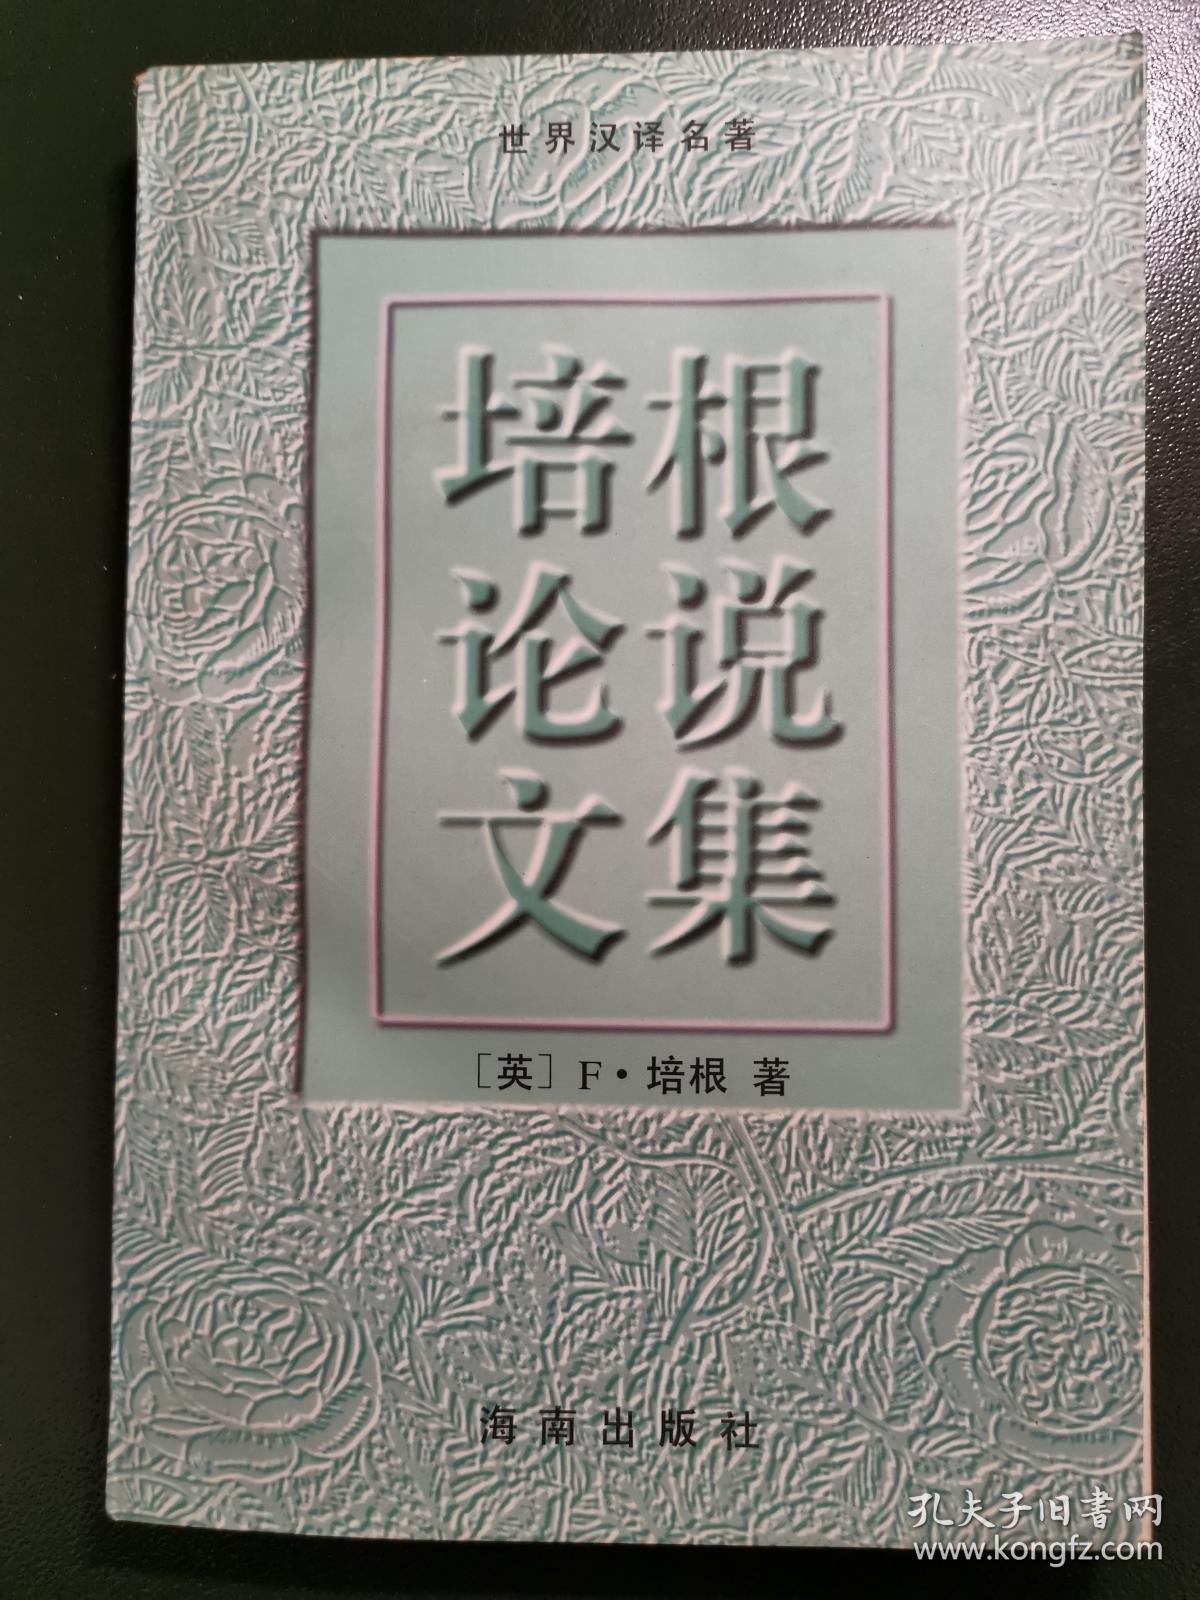 世界汉译名著
培根
论说
文集
［英］F·培根 著
海南出版社
孔夫子旧书网
www.kongfz.com